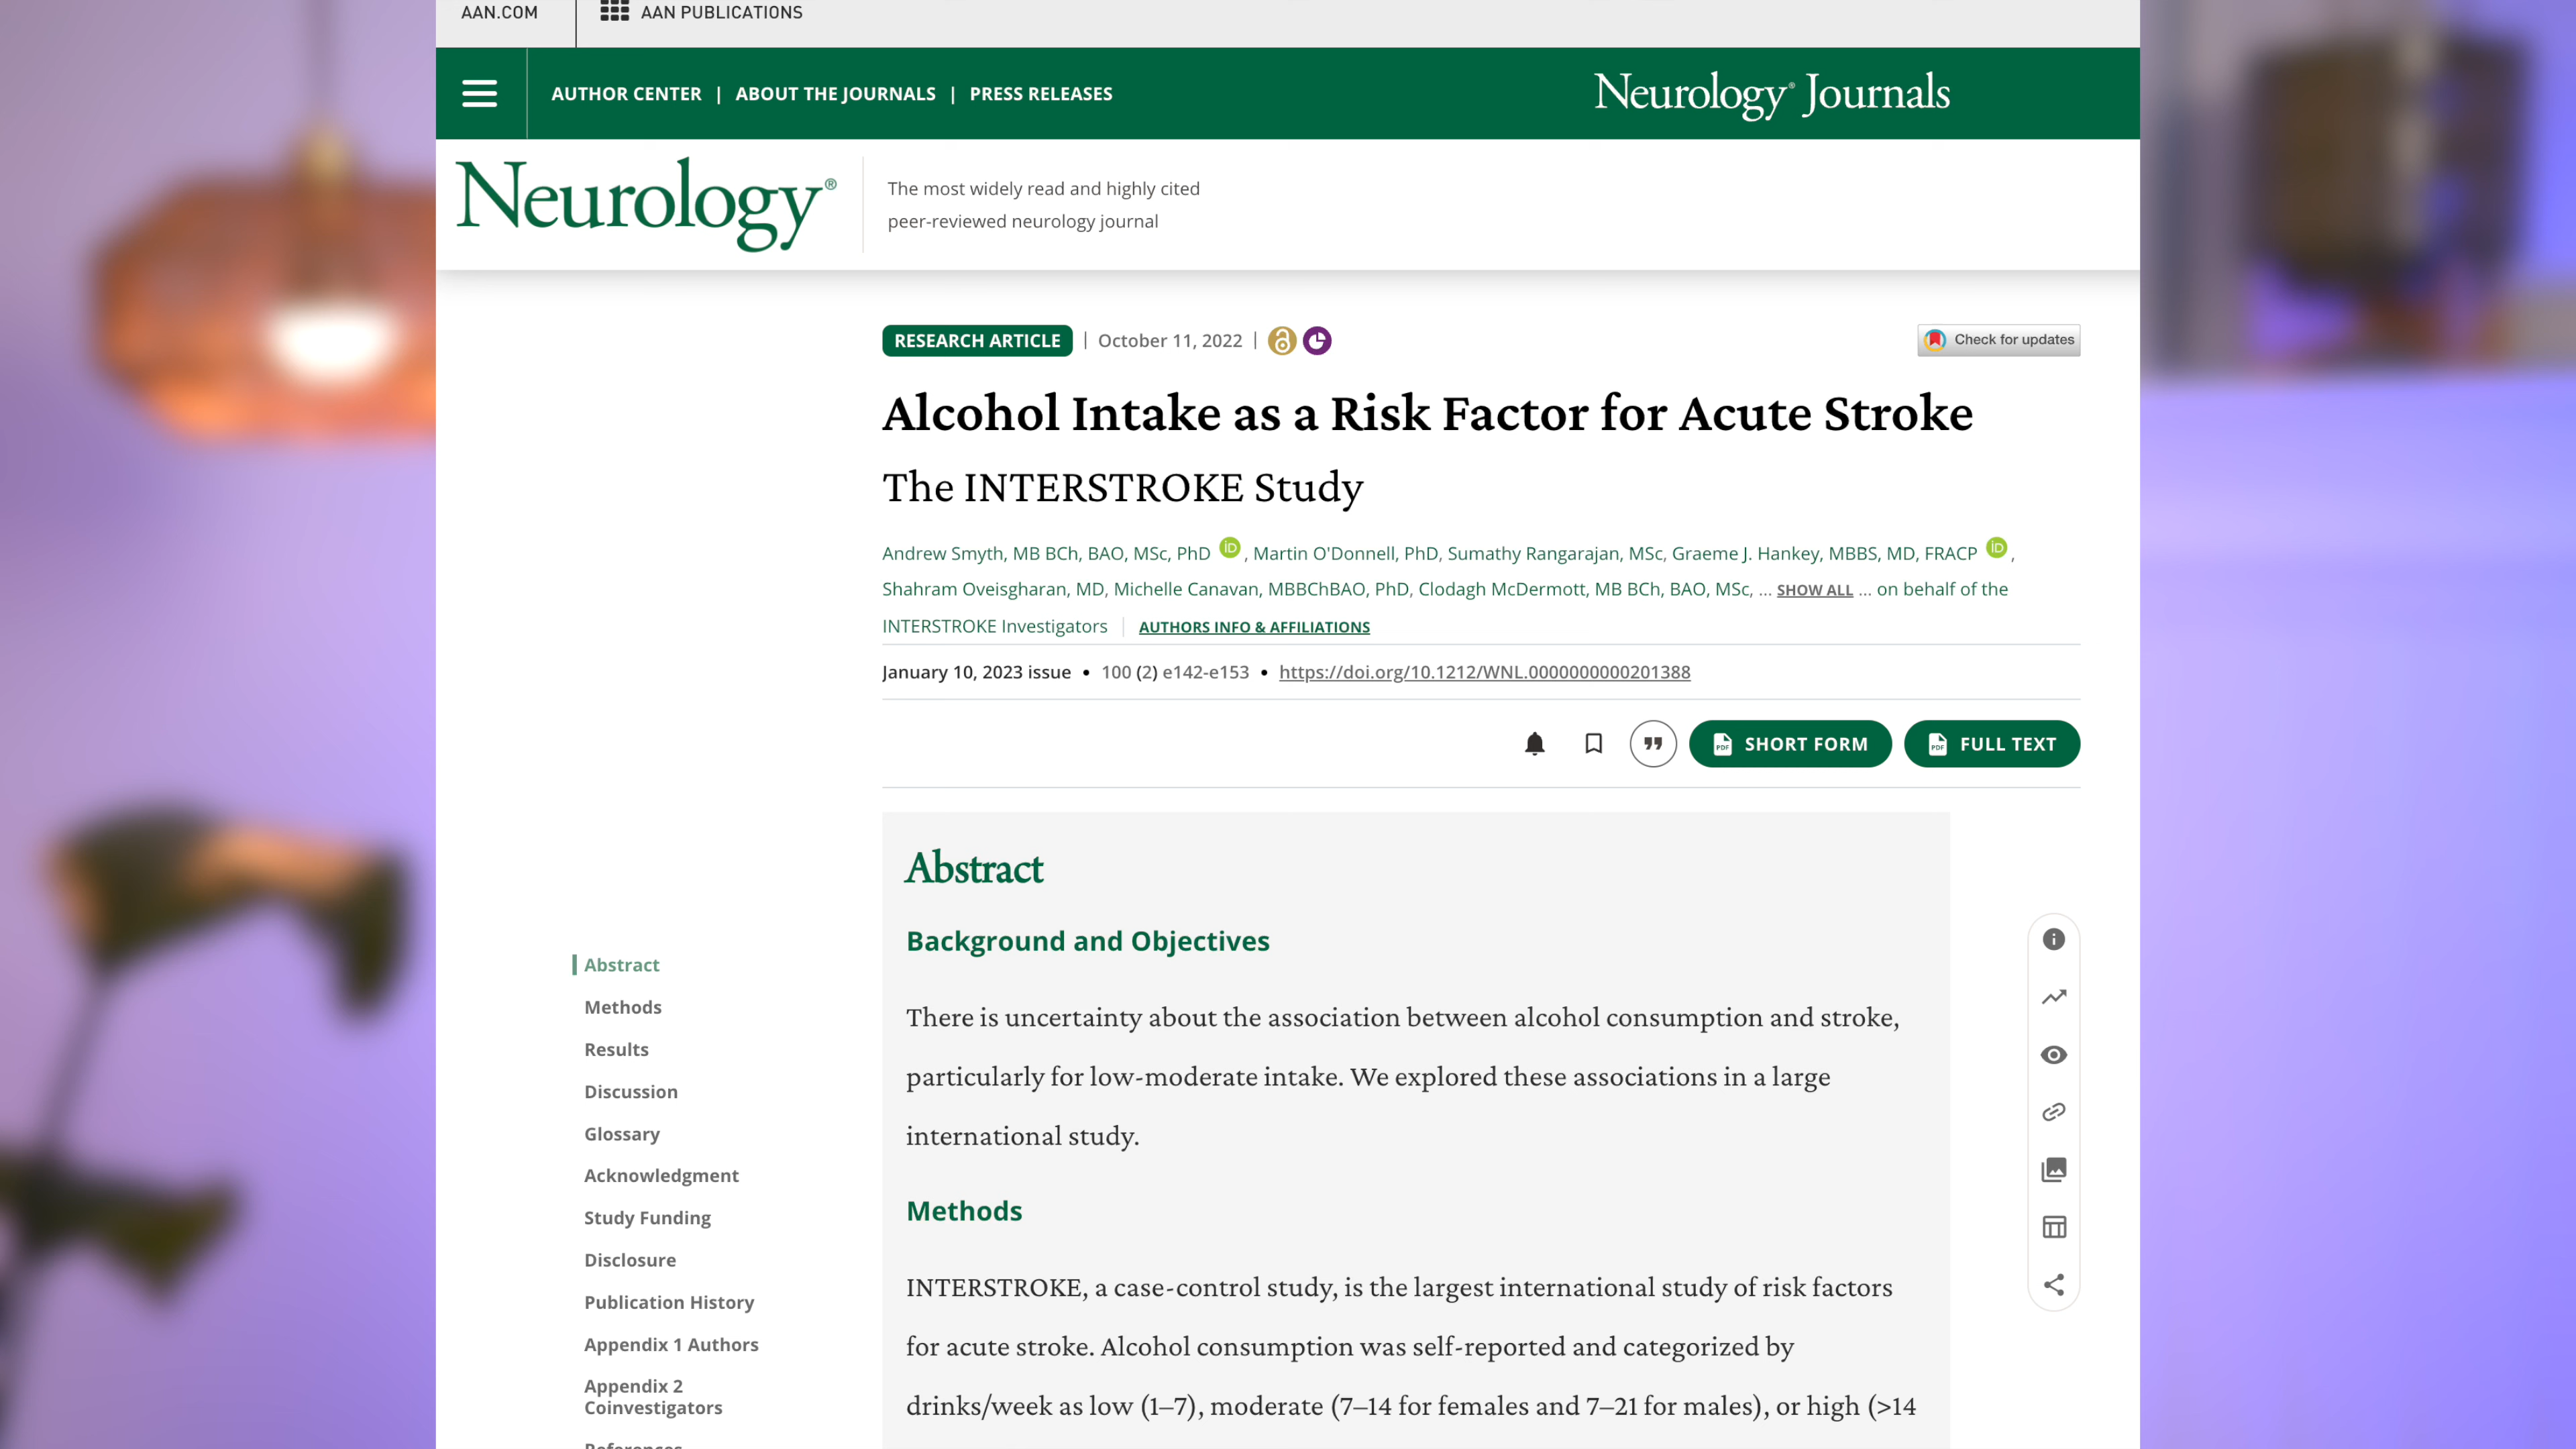 AAN.COM
AAN PUBLICATIONS
AUTHOR CENTER | ABOUT THE JOURNALS | PRESS RELEASES
Neurology® Journals
Neurology®
The most widely read and highly cited
peer-reviewed neurology journal
RESEARCH ARTICLE | October 11, 2022 |
Check for updates
Alcohol Intake as a Risk Factor for Acute Stroke
The INTERSTROKE Study
Andrew Smyth, MB BCh, BAO, MSc, PhD iD , Martin O'Donnell, PhD, Sumathy Rangarajan, MSc, Graeme J. Hankey, MBBS, MD, FRACP iD ,
Shahram Oveisgharan, MD, Michelle Canavan, MBBChBAO, PhD, Clodagh McDermott, MB BCh, BAO, MSc, ... SHOW ALL ... on behalf of the
INTERSTROKE Investigators | AUTHORS INFO & AFFILIATIONS
January 10, 2023 issue • 100 (2) e142-e153 • https://doi.org/10.1212/WNL.0000000000201388
PDF SHORT FORM
PDF FULL TEXT
Abstract
Background and Objectives
There is uncertainty about the association between alcohol consumption and stroke,
particularly for low-moderate intake. We explored these associations in a large
international study.
Methods
INTERSTROKE, a case-control study, is the largest international study of risk factors
for acute stroke. Alcohol consumption was self-reported and categorized by
drinks/week as low (1–7), moderate (7–14 for females and 7–21 for males), or high (>14
Abstract
Methods
Results
Discussion
Glossary
Acknowledgment
Study Funding
Disclosure
Publication History
Appendix 1 Authors
Appendix 2
Coinvestigators
References